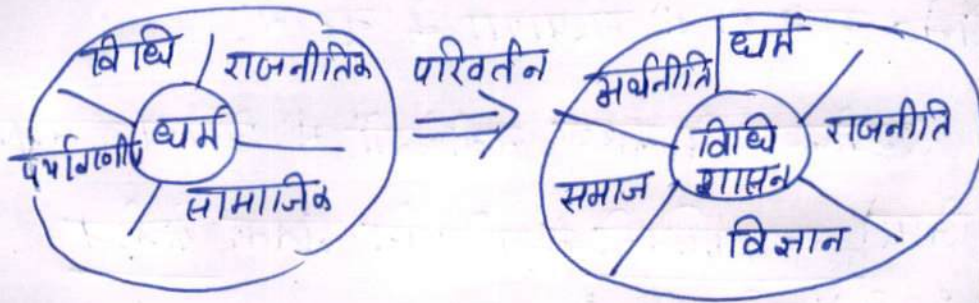 विधि
राजनीतिक
धर्म
पर्यावरणीय
सामाजिक
परिवर्तन
अर्थनीति
धर्म
राजनीति
विधि
शासन
समाज
विज्ञान